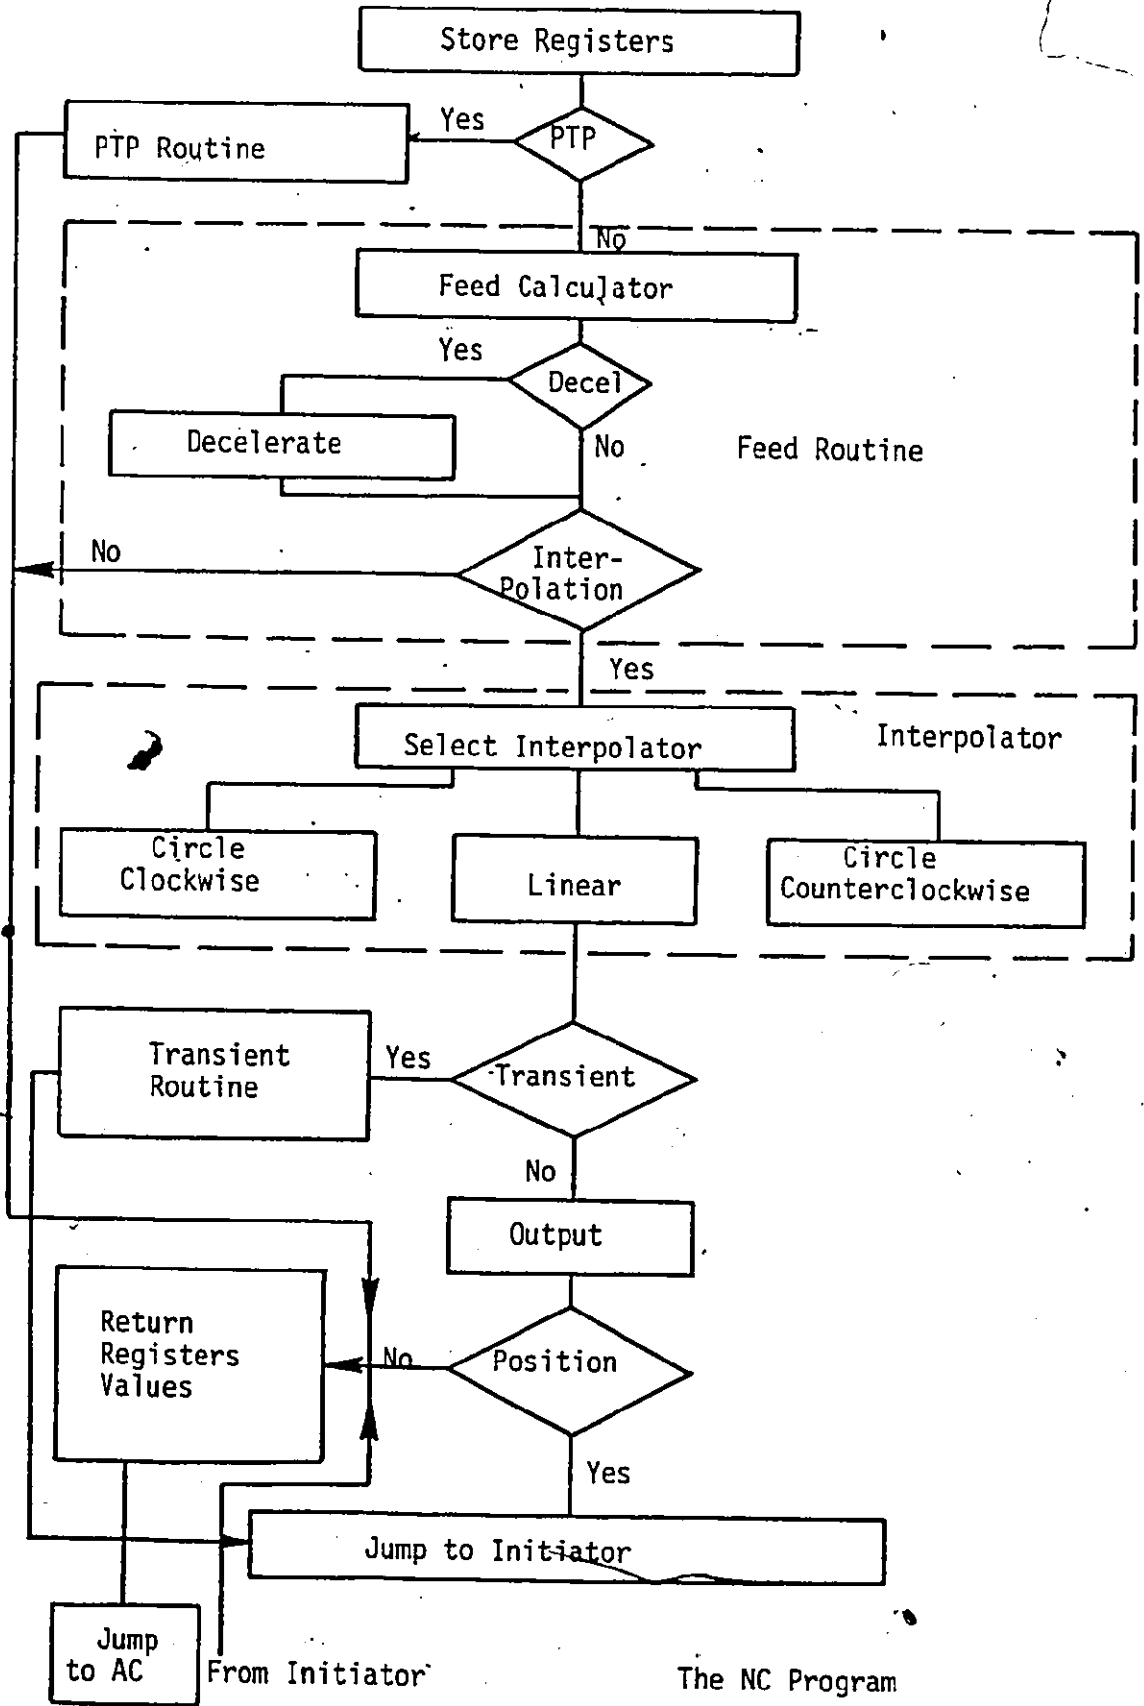 Store Registers
Yes
PTP
PTP Routine
No
Feed Calculator
Yes
Decel
Decelerate
No
Feed Routine
No
Inter-
Polation
Yes
Select Interpolator
Interpolator
Circle
Clockwise
Linear
Circle
Counterclockwise
Transient
Routine
Yes
Transient
No
Output
Return
Registers
Values
No
Position
Yes
Jump to Initiator
Jump
to AC
From Initiator
The NC Program